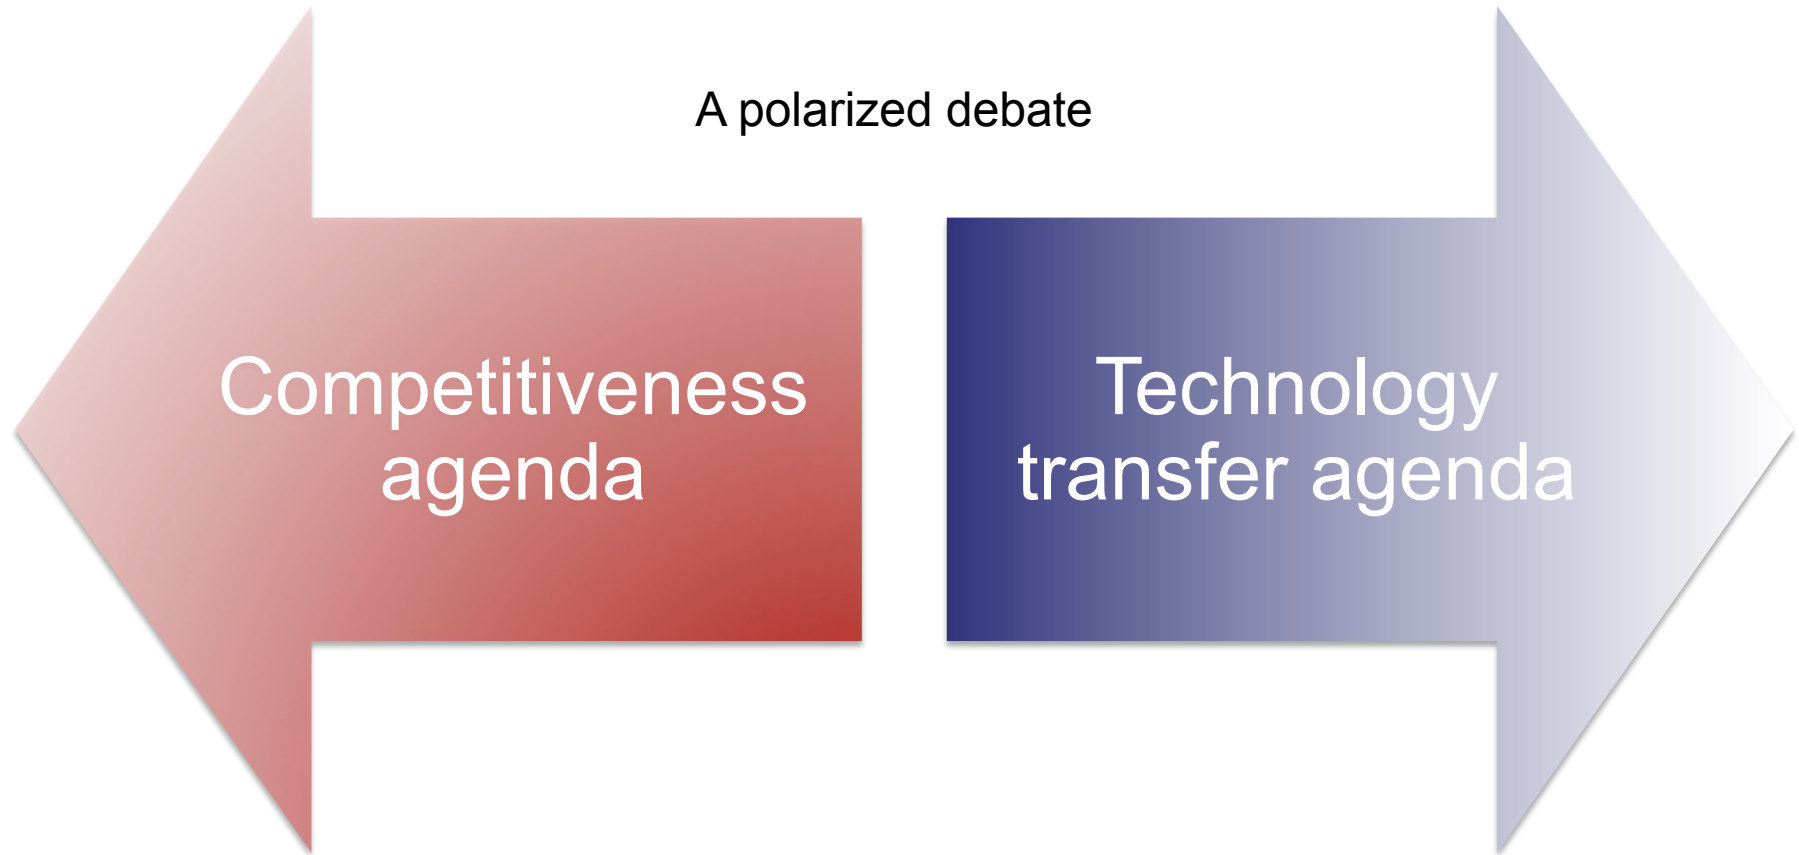 A polarized debate
Competitiveness
agenda
Technology
transfer agenda